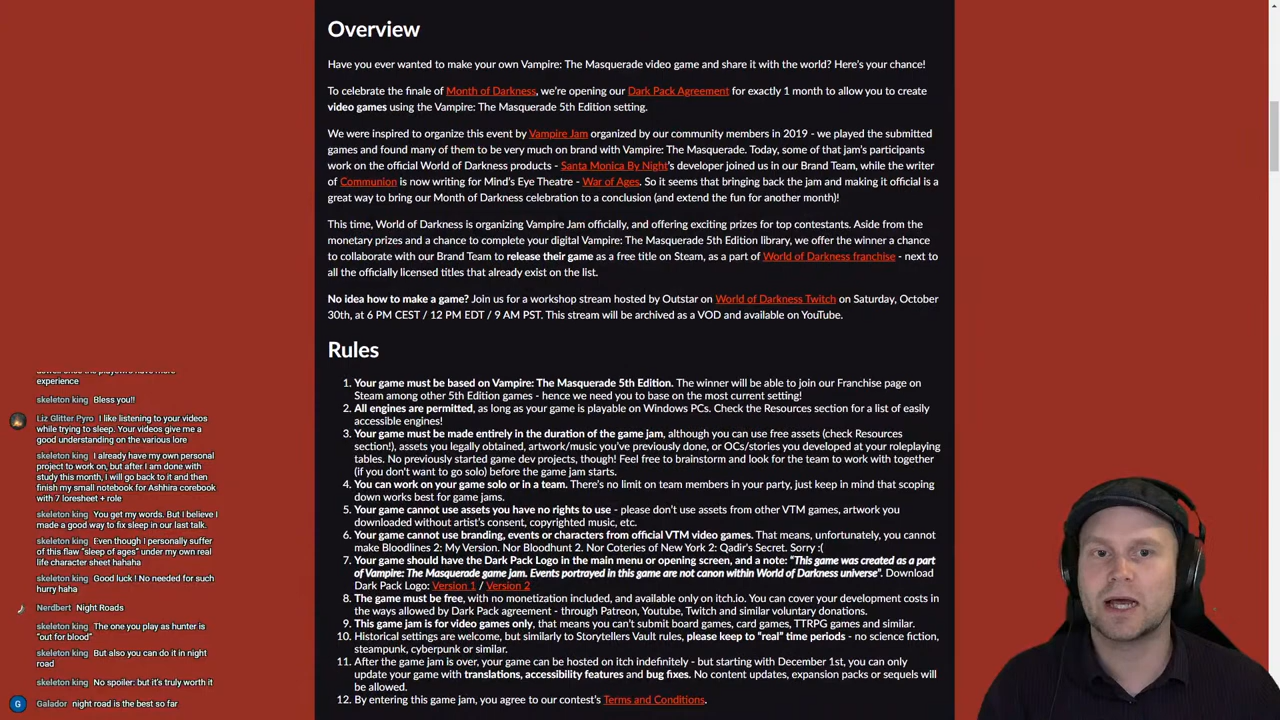 Overview
Have you ever wanted to make your own Vampire: The Masquerade video game and share it with the world? Here's your chance!
To celebrate the finale of Month of Darkness, we're opening our Dark Pack Agreement for exactly 1 month to allow you to create
video games using the Vampire: The Masquerade 5th Edition setting.
We were inspired to organize this event by Vampire Jam organized by our community members in 2019 - we played the submitted
games and found many of them to be very much on brand with Vampire: The Masquerade. Today, some of that jam's participants
work on the official World of Darkness products - Santa Monica By Night's developer joined us in our Brand Team, while the writer
of Communion is now writing for Mind's Eye Theatre - War of Ages. So it seems that bringing back the jam and making it official is a
great way to bring our Month of Darkness celebration to a conclusion (and extend the fun for another month)!
This time, World of Darkness is organizing Vampire Jam officially, and offering exciting prizes for top contestants. Aside from the
monetary prizes and a chance to complete your digital Vampire: The Masquerade 5th Edition library, we offer the winner a chance
to collaborate with our Brand Team to release their game as a free title on Steam, as a part of World of Darkness franchise - next to
all the officially licensed titles that already exist on the list.
No idea how to make a game? Join us for a workshop stream hosted by Outstar on World of Darkness Twitch on Saturday, October
30th, at 6 PM CEST / 12 PM EDT / 9 AM PST. This stream will be archived as a VOD and available on YouTube.
Rules
1. Your game must be based on Vampire: The Masquerade 5th Edition. The winner will be able to join our Franchise page on
Steam among other 5th Edition games - hence we need you to base on the most current setting!
2. All engines are permitted, as long as your game is playable on Windows PCs. Check the Resources section for a list of easily
accessible engines!
3. Your game must be made entirely in the duration of the game jam, although you can use free assets (check Resources
section!), assets you legally obtained, artwork/music you've previously done, or OCs/stories you developed at your roleplaying
tables. No previously started game dev projects, though! Feel free to brainstorm and look for the team to work with together
(if you don't want to go solo) before the game jam starts.
4. You can work on your game solo or in a team. There's no limit on team members in your party, just keep in mind that scoping
down works best for game jams.
5. Your game cannot use assets you have no rights to use - please don't use assets from other VTM games, artwork you
downloaded without artist's consent, copyrighted music, etc.
6. Your game cannot use branding, events or characters from official VTM video games. That means, unfortunately, you cannot
make Bloodlines 2: My Version. Nor Bloodhunt 2. Nor Coteries of New York 2: Qadir's Secret. Sorry :(
7. Your game should have the Dark Pack Logo in the main menu or opening screen, and a note: "This game was created as a part
of Vampire: The Masquerade game jam. Events portrayed in this game are not canon within World of Darkness universe". Download
Dark Pack Logo: Version 1 / Version 2
8. The game must be free, with no monetization included, and available only on itch.io. You can cover your development costs in
the ways allowed by Dark Pack agreement - through Patreon, Youtube, Twitch and similar voluntary donations.
9. This game jam is for video games only, that means you can't submit board games, card games, TTRPG games and similar.
10. Historical settings are welcome, but similarly to Storytellers Vault rules, please keep to "real" time periods - no science fiction,
steampunk, cyberpunk or similar.
11. After the game jam is over, your game can be hosted on itch indefinitely - but starting with December 1st, you can only
update your game with translations, accessibility features and bug fixes. No content updates, expansion packs or sequels will
be allowed.
12. By entering this game jam, you agree to our contest's Terms and Conditions.
experience
skeleton king Bless you!!
Liz Glitter Pyro I like listening to your videos
while trying to sleep. Your videos give me a
good understanding on the various lore
skeleton king I already have my own personal
project to work on, but after I am done with
study this month, I will go back to it and then
finish my small notebook for Ashhira corebook
with 7 loresheet + role
skeleton king You get my words. But I believe I
made a good way to fix sleep in our last talk.
skeleton king Even though I personally suffer
of this flaw "sleep of ages" under my own real
life character sheet hahaha
skeleton king Good luck ! No needed for such
hurry haha
Nerdbert Night Roads
skeleton king The one you play as hunter is
"out for blood"
skeleton king But also you can do it in night
road
skeleton king No spoiler: but it's truly worth it
G
Galador night road is the best so far